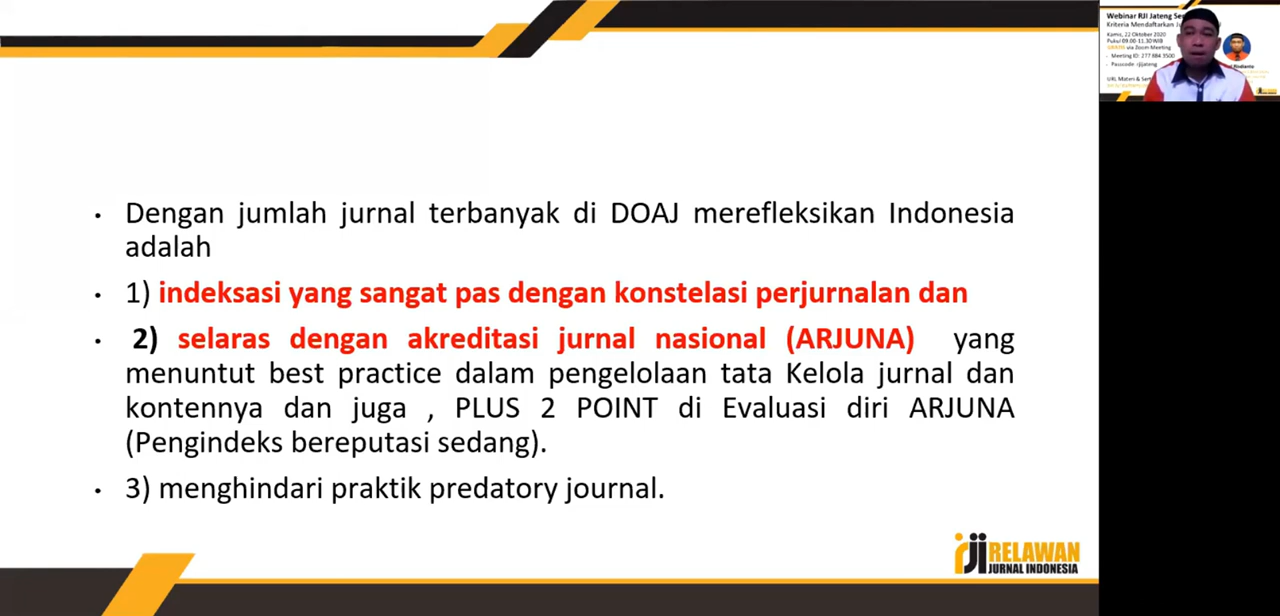 Dengan jumlah jurnal terbanyak di DOAJ merefleksikan Indonesia
adalah
1) indeksasi yang sangat pas dengan konstelasi perjurnalan dan
2) selaras dengan akreditasi jurnal nasional (ARJUNA) yang
menuntut best practice dalam pengelolaan tata Kelola jurnal dan
kontennya dan juga , PLUS 2 POINT di Evaluasi diri ARJUNA
(Pengindeks bereputasi sedang).
3) menghindari praktik predatory journal.
rji RELAWAN
JURNAL INDONESIA
Webinar RJI Jateng
Kriteria Mendaftarkan
Kamis, 22 Oktober 2020
Pukul 09.00-11.30 WIB
GRATIS via Zoom Meeting
- Meeting ID: 277 884 3500
- Passcode : rjijateng
URL Materi &